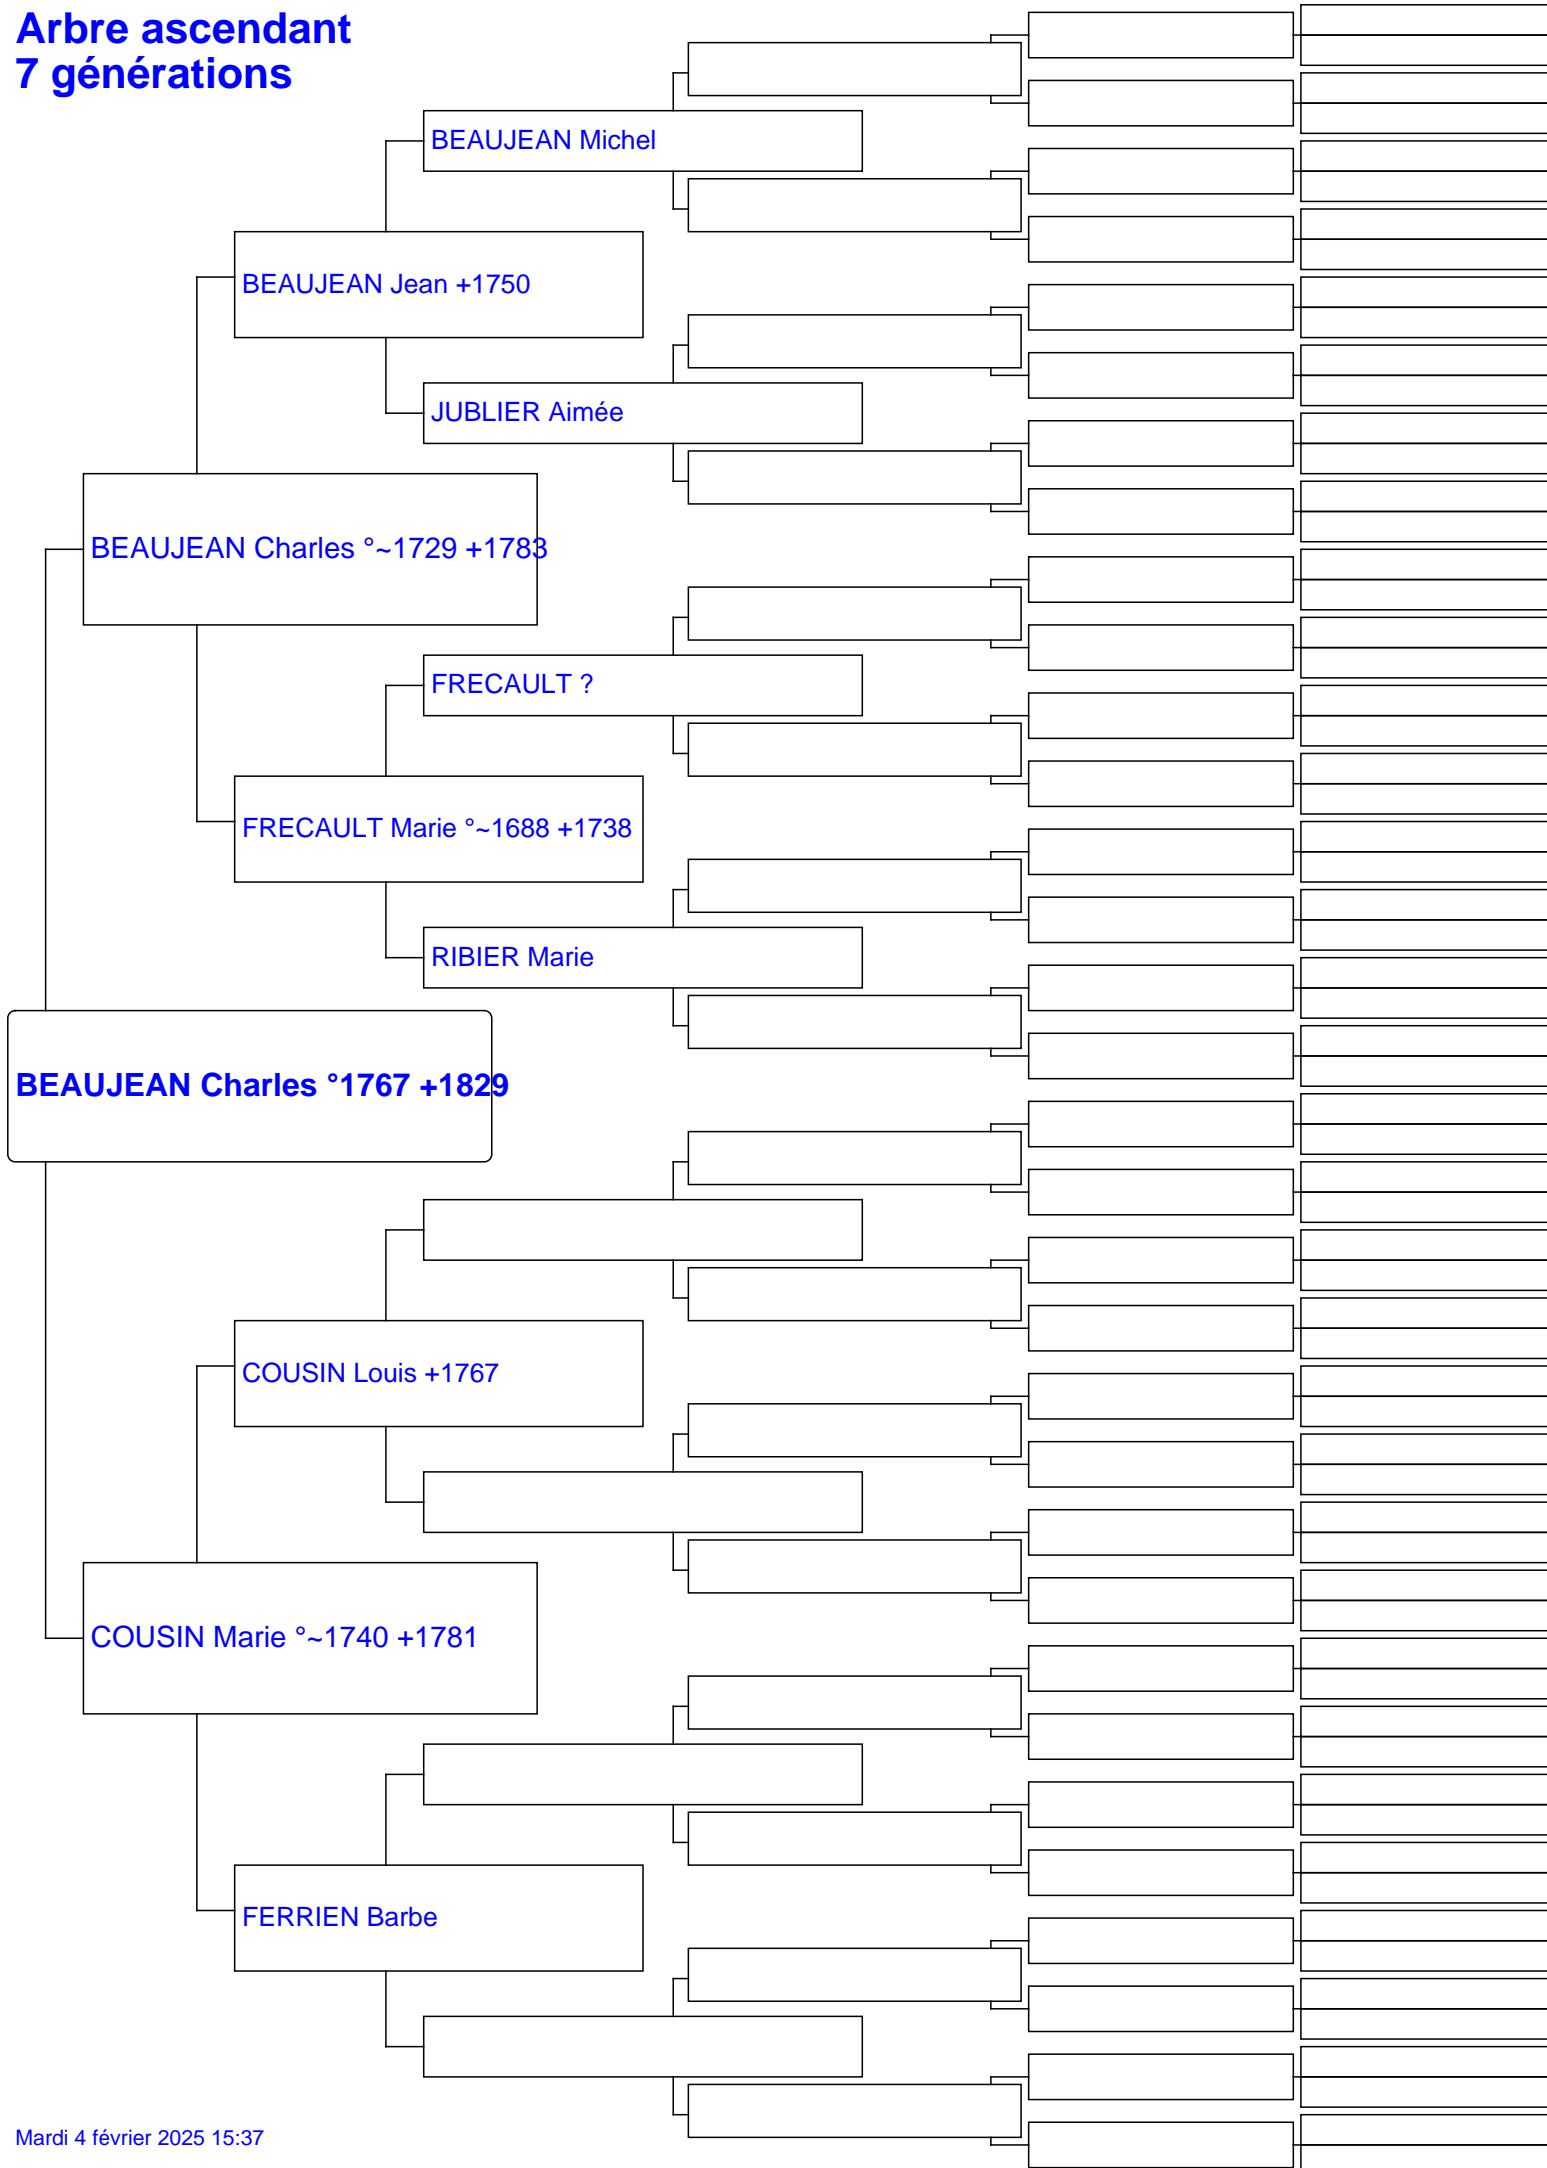 Arbre ascendant
7 générations
BEAUJEAN Michel
BEAUJEAN Jean +1750
JUBLIER Aimée
BEAUJEAN Charles °~1729 +1783
FRECAULT ?
FRECAULT Marie °~1688 +1738
RIBIER Marie
BEAUJEAN Charles °1767 +1829
COUSIN Louis +1767
COUSIN Marie °~1740 +1781
FERRIEN Barbe
Mardi 4 février 2025 15:37